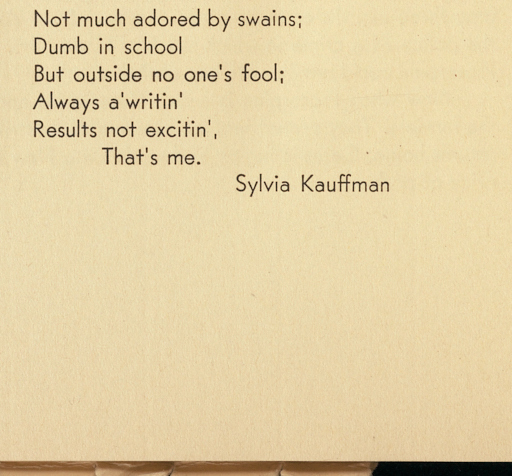 Not much adored by swains;
Dumb in school
But outside no one's fool;
Always a'writin'
Results not excitin',
That's me.
Sylvia Kauffman